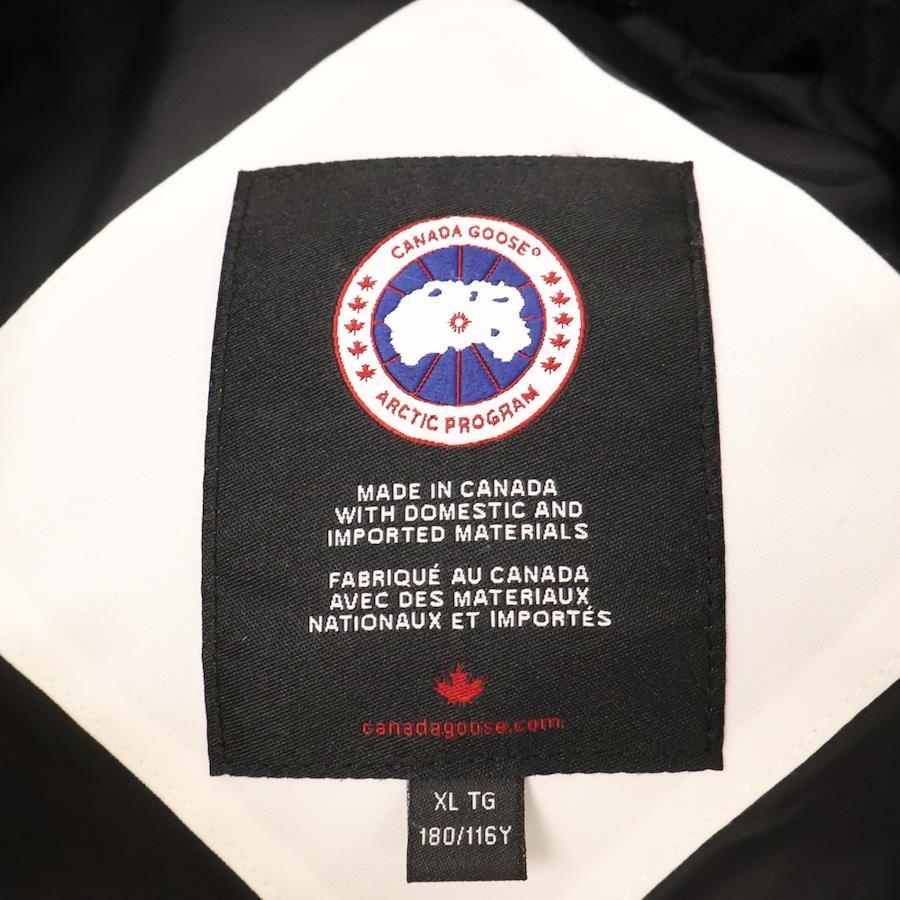 CANADA GOOSE®
ARCTIC PROGRAM
MADE IN CANADA
WITH DOMESTIC AND
IMPORTED MATERIALS
FABRIQUÉ AU CANADA
AVEC DES MATERIAUX
NATIONAUX ET IMPORTÉS
canadagoose.com
XL TG
180/116Y